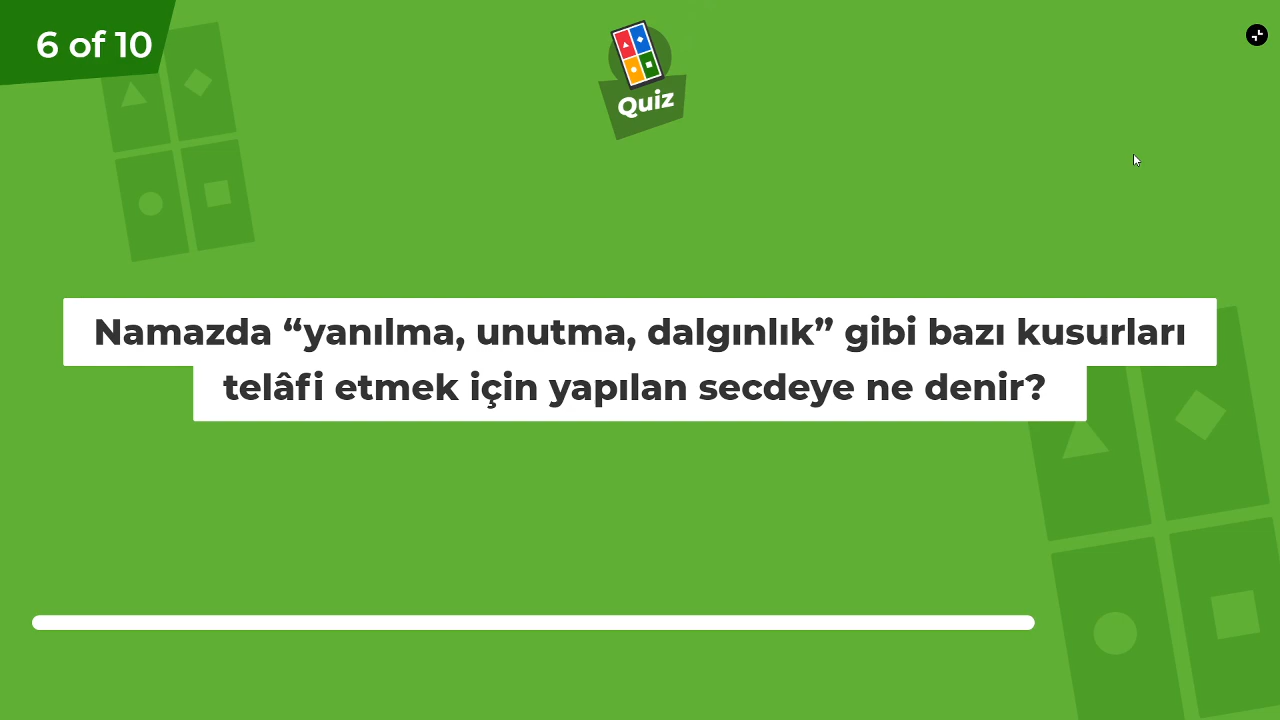 6 of 10
Quiz
Namazda “yanılma, unutma, dalgınlık” gibi bazı kusurları
telâfi etmek için yapılan secdeye ne denir?